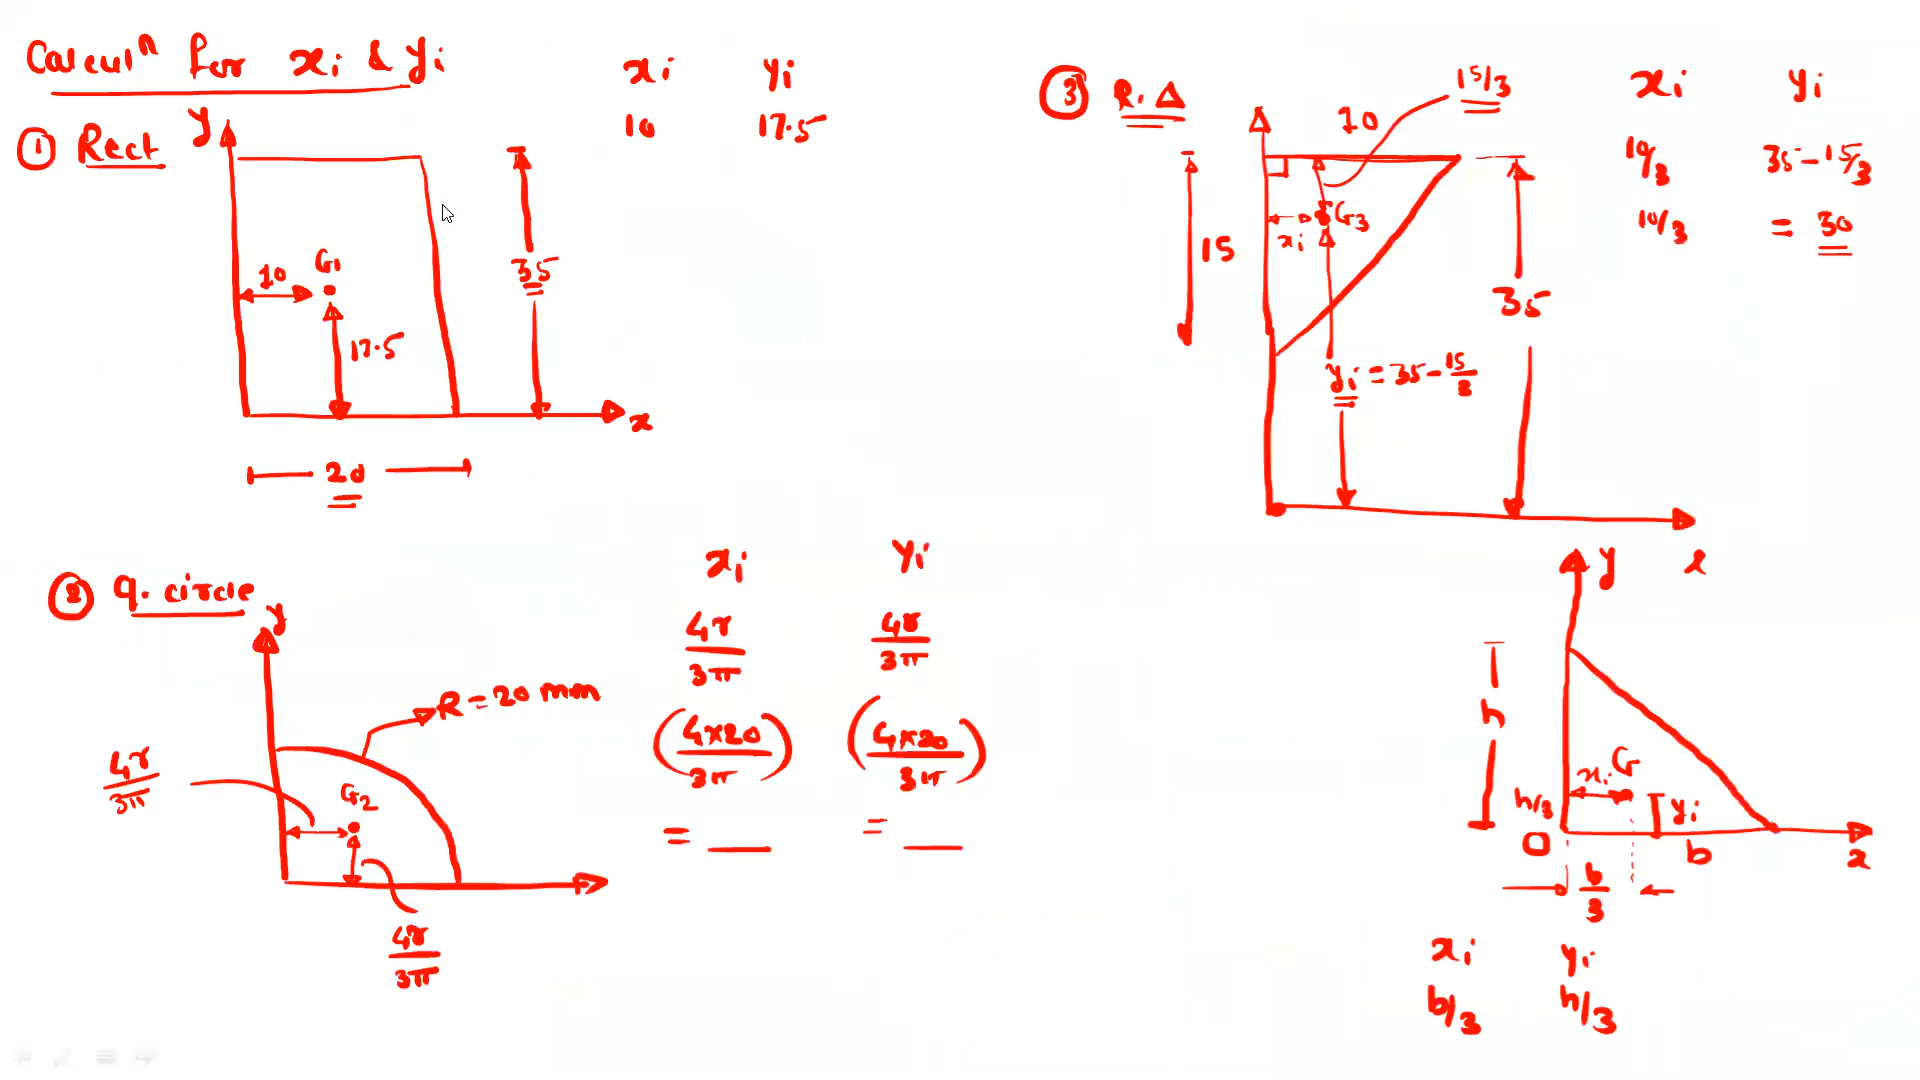 Calculⁿ for xi & yi
① Rect
y
xi yi
10 17.5
G1
10
17.5
35
x
20
② q. circle
y
R = 20 mm
4r/3π
G2
4r/3π
xi yi
4r/3π 4r/3π
(4×20/3π) (4×20/3π)
= __ = __
③ R. Δ
15/3
10
xi yi
10/3 35-15/3
10/3 = 30
15
G3
xi
35
yi = 35-15/3
x
y
h
xi G
h/3
yi
O
b
x
b/3
xi yi
b/3 h/3